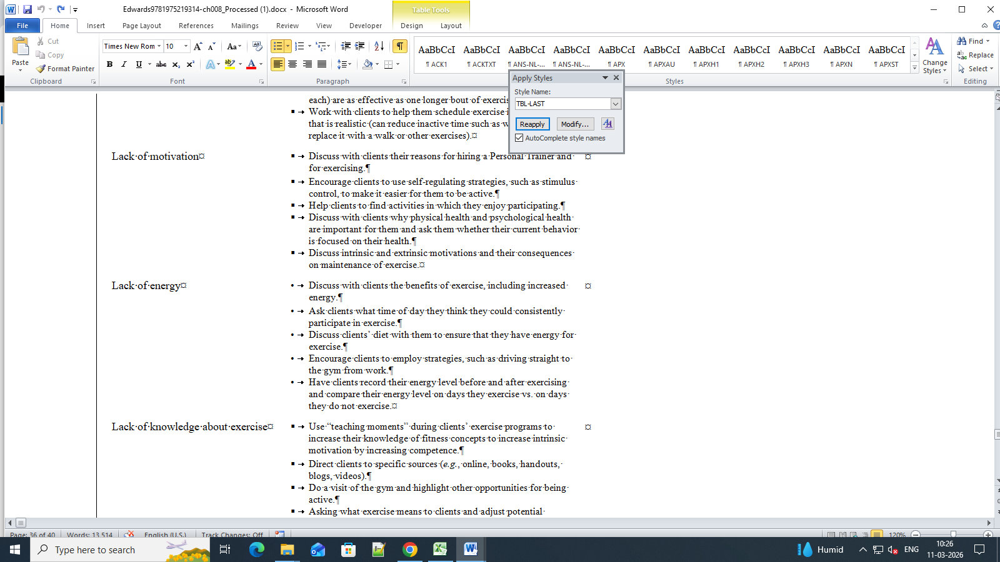 Edwards9781975219314-ch008_Processed (1).docx - Microsoft Word
Table Tools
File Home Insert Page Layout References Mailings Review View Developer Design Layout
Paste
Cut
Copy
Format Painter
Clipboard
Times New Rom 10
Font
Paragraph
AaBbCcI AaBbCcI AaBbCcI AaBbCcI AaBbCcI AaBbCcI AaBbCcI AaBbCcI AaBbCcI AaBbCcI AaBbCcI
¶ ACK1 ¶ ACKTXT ¶ ANS-NL-... ¶ ANS-NL-... ¶ APX ¶ APXAU ¶ APXH1 ¶ APXH2 ¶ APXH3 ¶ APXN ¶ APXST
Change Styles
Styles
Find
Replace
Select
Editing
Apply Styles
Style Name:
TBL-LAST
Reapply Modify...
AutoComplete style names
each) are as effective as one longer bout of exerci
Work with clients to help them schedule exercise
that is realistic (can reduce inactive time such as
replace it with a walk or other exercises).¤
Lack of motivation¤
■ → Discuss with clients their reasons for hiring a Personal Trainer and
for exercising.¶
■ → Encourage clients to use self-regulating strategies, such as stimulus
control, to make it easier for them to be active.¶
■ → Help clients to find activities in which they enjoy participating.¶
■ → Discuss with clients why physical health and psychological health
are important for them and ask them whether their current behavior
is focused on their health.¶
■ → Discuss intrinsic and extrinsic motivations and their consequences
on maintenance of exercise.¤
Lack of energy¤
• → Discuss with clients the benefits of exercise, including increased
energy.¶
• → Ask clients what time of day they think they could consistently
participate in exercise.¶
• → Discuss clients’ diet with them to ensure that they have energy for
exercise.¶
• → Encourage clients to employ strategies, such as driving straight to
the gym from work.¶
• → Have clients record their energy level before and after exercising
and compare their energy level on days they exercise vs. on days
they do not exercise.¤
Lack of knowledge about exercise¤
■ → Use “teaching moments” during clients’ exercise programs to
increase their knowledge of fitness concepts to increase intrinsic
motivation by increasing competence.¶
■ → Direct clients to specific sources (e.g., online, books, handouts,
blogs, videos).¶
■ → Do a visit of the gym and highlight other opportunities for being
active.¶
■ → Asking what exercise means to clients and adjust potential
Page: 36 of 40 Words: 13,514 English (U.S.) Track Changes: Off 120%
Type here to search
Humid
ENG
10:26
11-03-2026